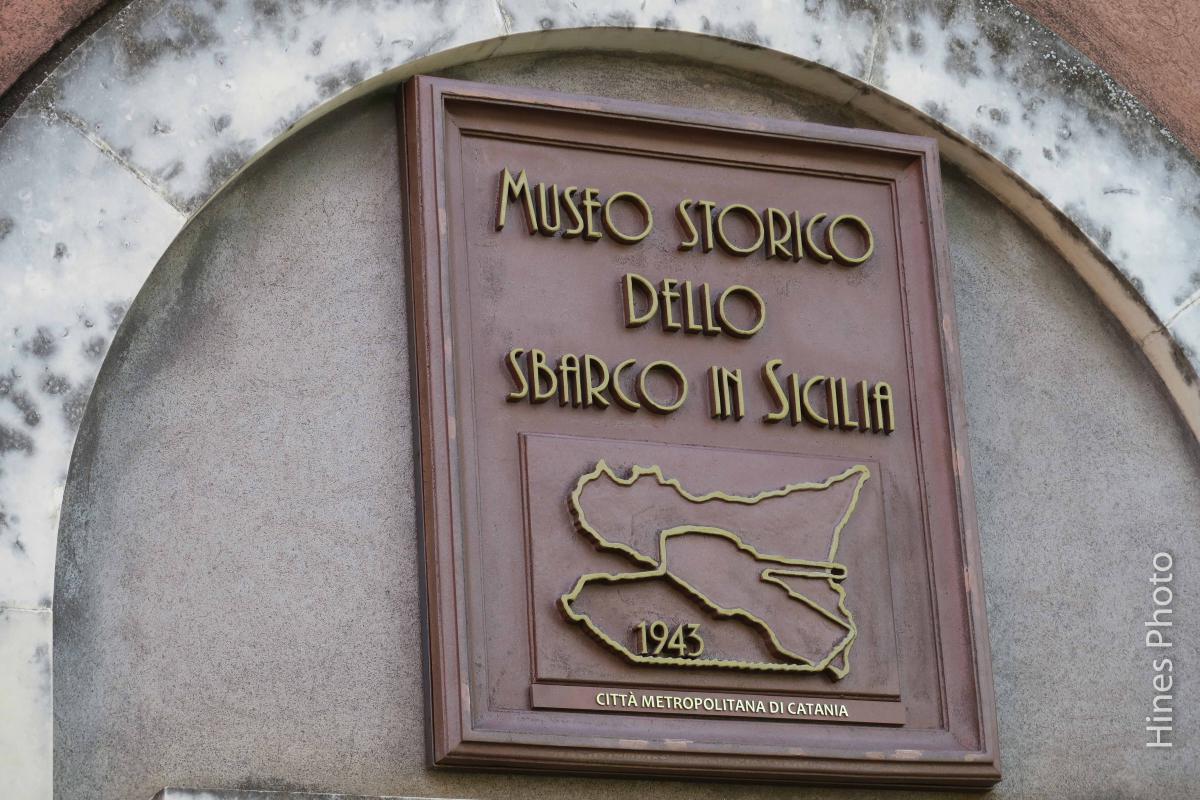 Museo storico
dello
sbarco in Sicilia
1943
CITTÀ METROPOLITANA DI CATANIA
Hines Photo